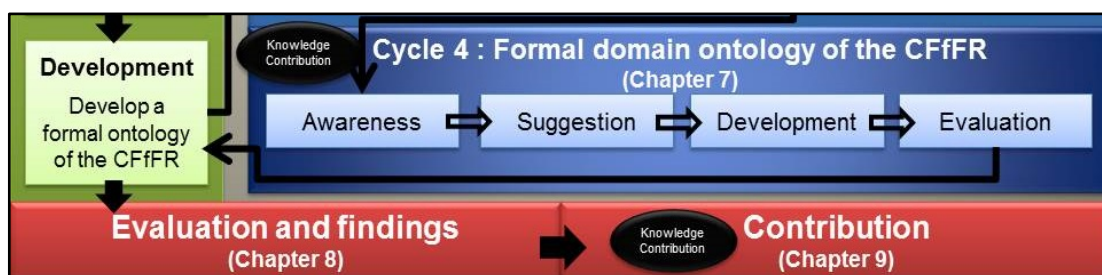 Development
Develop a
formal ontology
of the CFfFR
Knowledge
Contribution
Cycle 4 : Formal domain ontology of the CFfFR
(Chapter 7)
Awareness
Suggestion
Development
Evaluation
Evaluation and findings
(Chapter 8)
Knowledge
Contribution
Contribution
(Chapter 9)